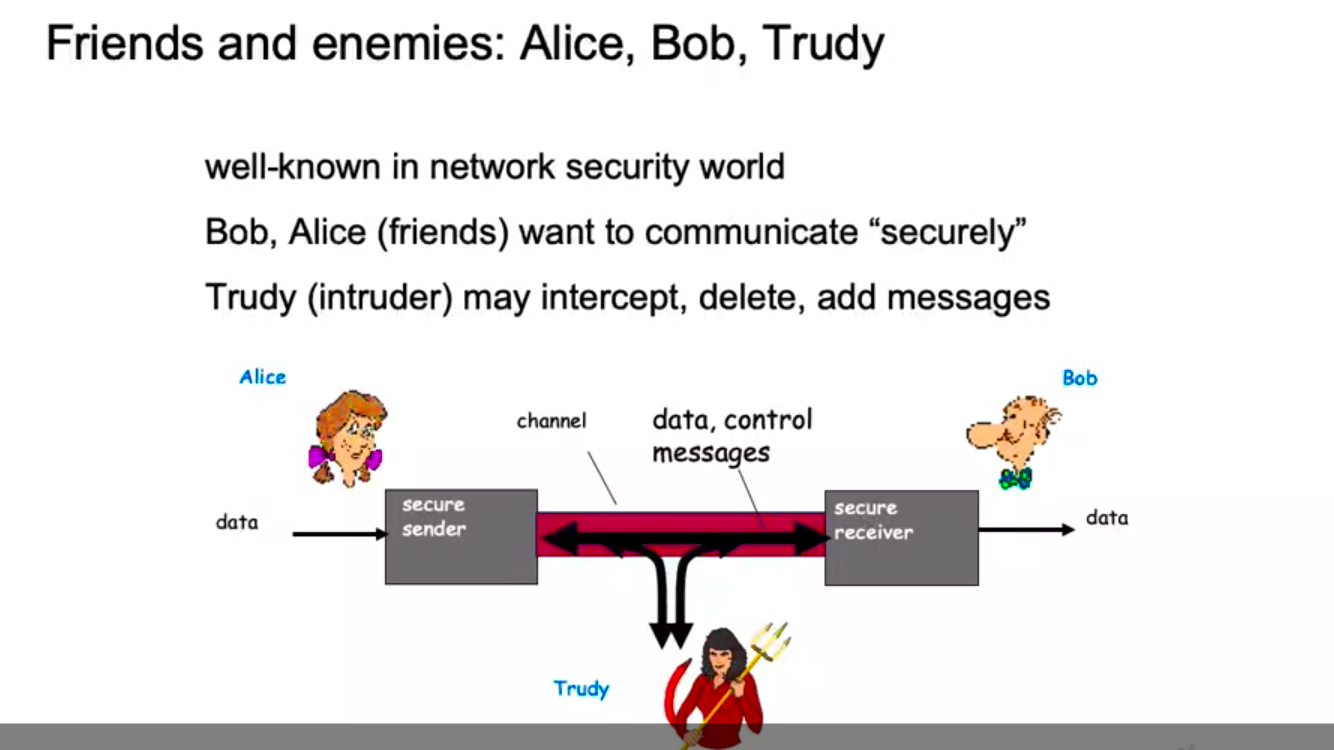 Friends and enemies: Alice, Bob, Trudy
well-known in network security world
Bob, Alice (friends) want to communicate “securely”
Trudy (intruder) may intercept, delete, add messages
Alice
Bob
channel
data, control
messages
secure
sender
secure
receiver
data
data
Trudy